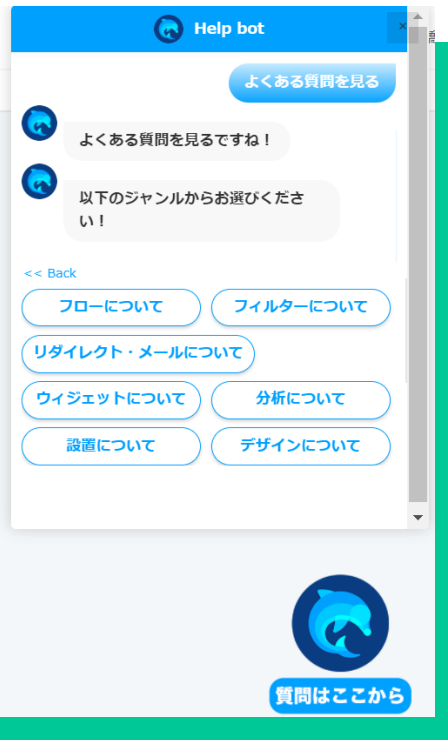 Help bot
×
よくある質問を見る
よくある質問を見るですね！
以下のジャンルからお選びくださ
い！
<< Back
フローについて
フィルターについて
リダイレクト・メールについて
ウィジェットについて
分析について
設置について
デザインについて
質問はここから